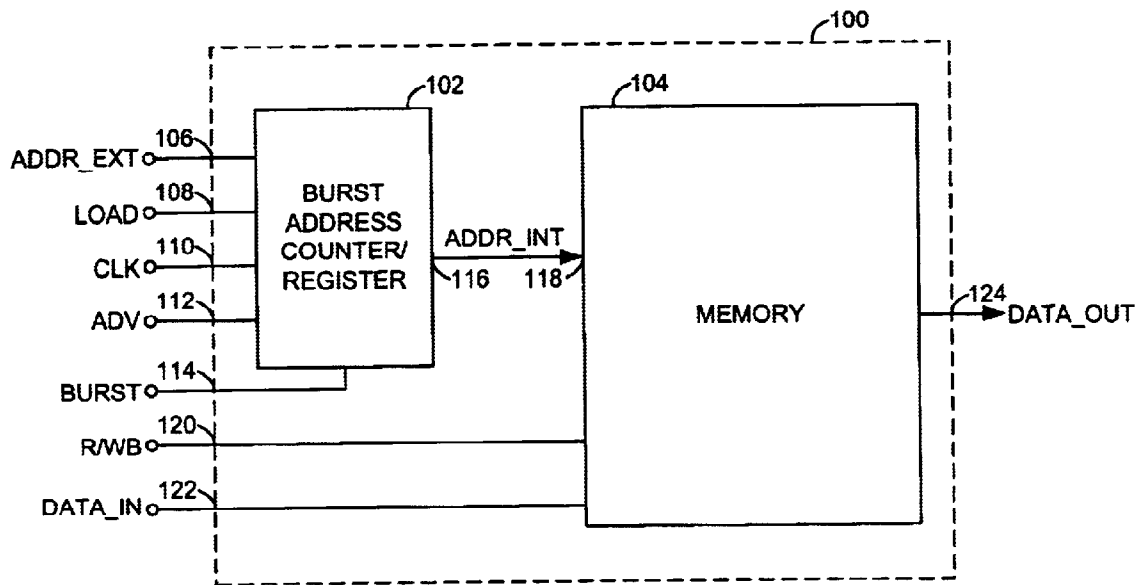 100
102
104
106
ADDR_EXT
108
LOAD
110
CLK
112
ADV
114
BURST
120
R/WB
122
DATA_IN
BURST
ADDRESS
COUNTER/
REGISTER
ADDR_INT
116
118
MEMORY
124
DATA_OUT